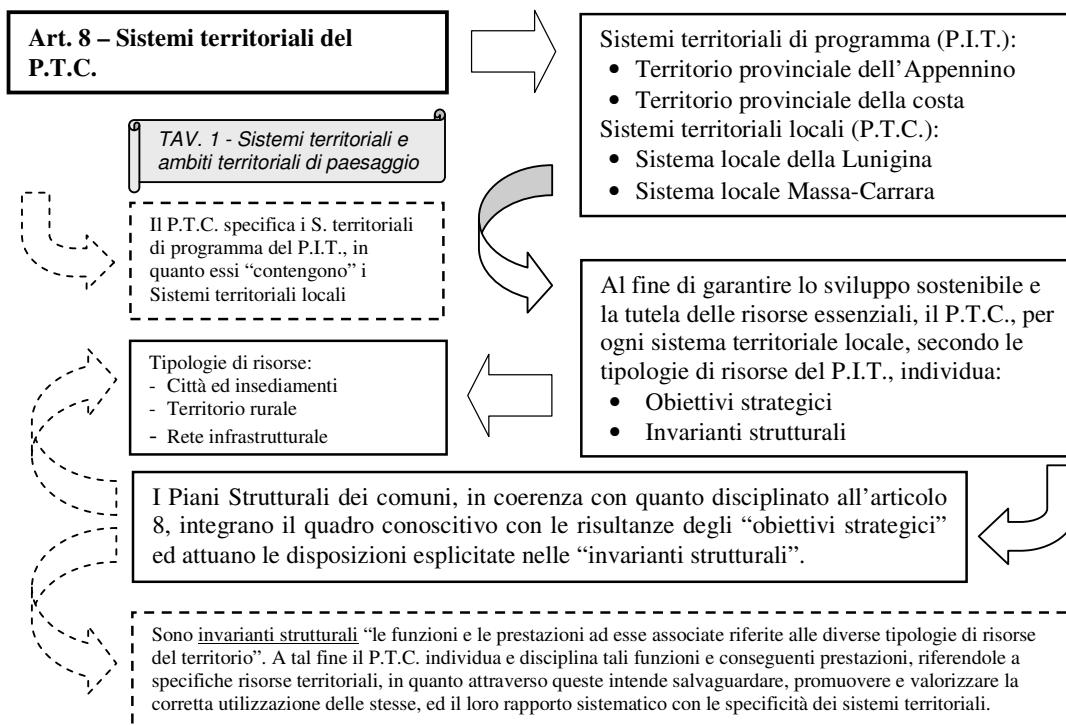 Art. 8 – Sistemi territoriali del
P.T.C.
Sistemi territoriali di programma (P.I.T.):
• Territorio provinciale dell'Appennino
• Territorio provinciale della costa
Sistemi territoriali locali (P.T.C.):
• Sistema locale della Lunigina
• Sistema locale Massa-Carrara
TAV. 1 - Sistemi territoriali e
ambiti territoriali di paesaggio
Il P.T.C. specifica i S. territoriali
di programma del P.I.T., in
quanto essi “contengono” i
Sistemi territoriali locali
Al fine di garantire lo sviluppo sostenibile e
la tutela delle risorse essenziali, il P.T.C., per
ogni sistema territoriale locale, secondo le
tipologie di risorse del P.I.T., individua:
• Obiettivi strategici
• Invarianti strutturali
Tipologie di risorse:
- Città ed insediamenti
- Territorio rurale
- Rete infrastrutturale
I Piani Strutturali dei comuni, in coerenza con quanto disciplinato all'articolo
8, integrano il quadro conoscitivo con le risultanze degli “obiettivi strategici”
ed attuano le disposizioni esplicitate nelle “invarianti strutturali”.
Sono invarianti strutturali “le funzioni e le prestazioni ad esse associate riferite alle diverse tipologie di risorse
del territorio”. A tal fine il P.T.C. individua e disciplina tali funzioni e conseguenti prestazioni, riferendole a
specifiche risorse territoriali, in quanto attraverso queste intende salvaguardare, promuovere e valorizzare la
corretta utilizzazione delle stesse, ed il loro rapporto sistematico con le specificità dei sistemi territoriali.